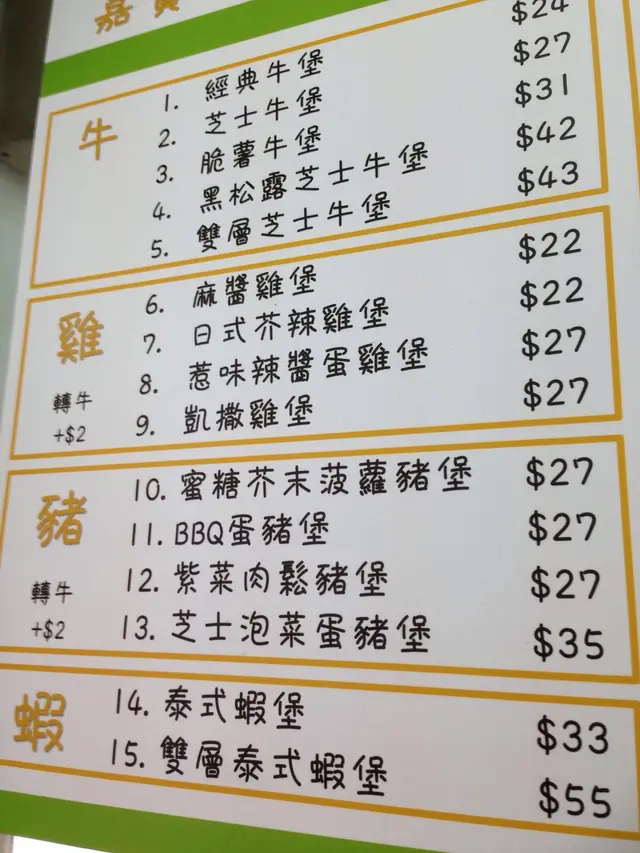 嘉
牛
1. 經典牛堡 $24
2. 芝士牛堡 $27
3. 脆薯牛堡 $31
4. 黑松露芝士牛堡 $42
5. 雙層芝士牛堡 $43
雞
轉牛
+$2
6. 麻醬雞堡 $22
7. 日式芥辣雞堡 $22
8. 惹味辣醬蛋雞堡 $27
9. 凱撒雞堡 $27
豬
轉牛
+$2
10. 蜜糖芥末菠蘿豬堡 $27
11. BBQ蛋豬堡 $27
12. 紫菜肉鬆豬堡 $27
13. 芝士泡菜蛋豬堡 $35
蝦
14. 泰式蝦堡 $33
15. 雙層泰式蝦堡 $55